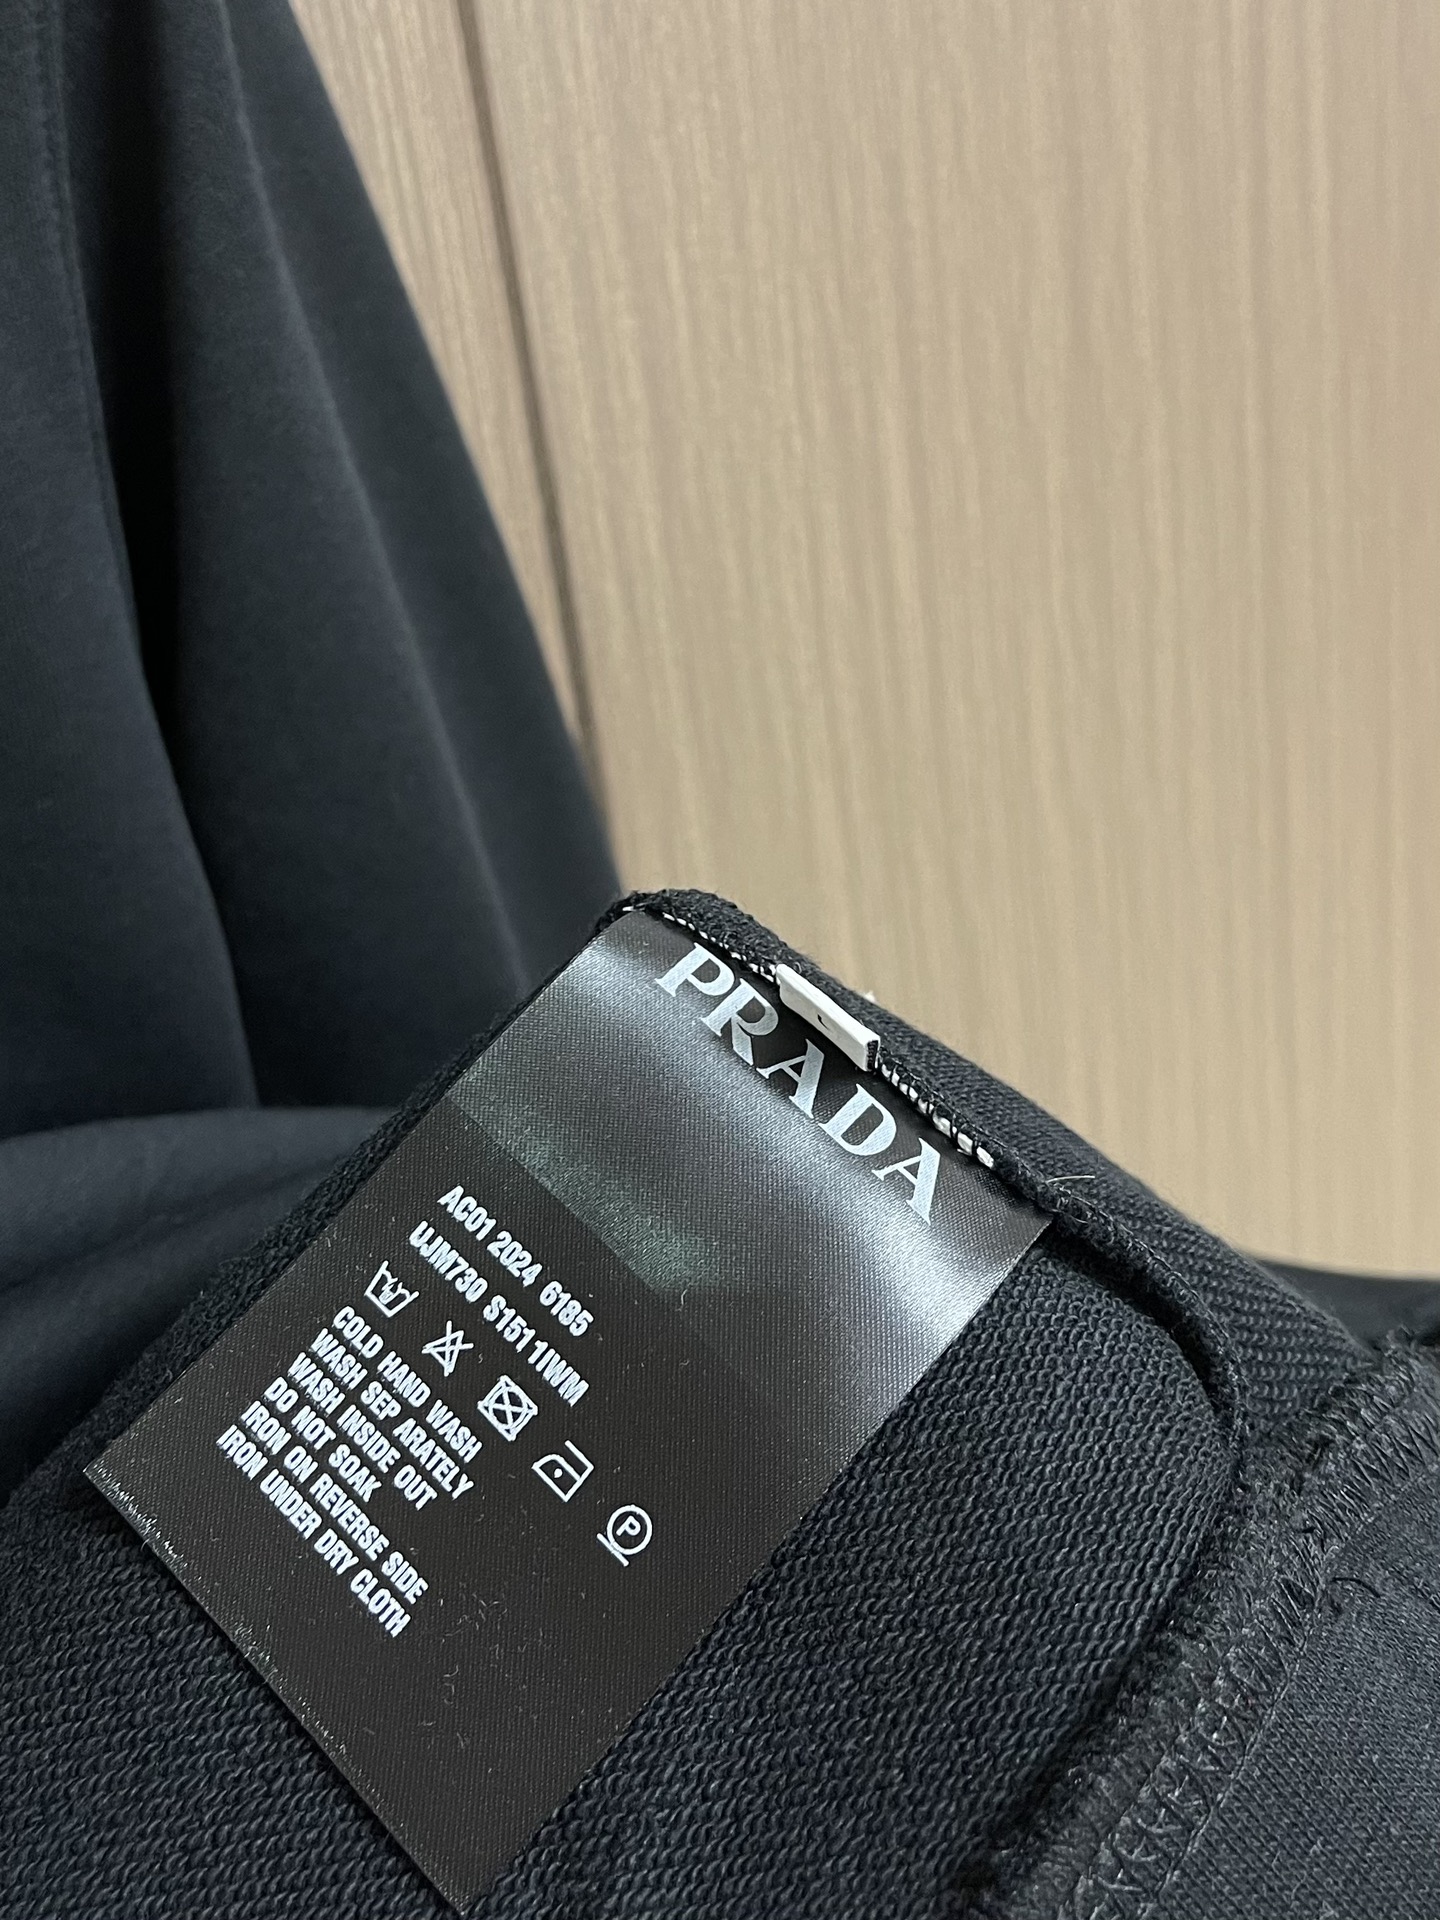 PRADA
AC01 2024 6185
UJM730 S151 1IWM
P
COLD HAND WASH
WASH SEP ARATELY
WASH INSIDE OUT
DO NOT SOAK
IRON ON REVERSE SIDE
IRON UNDER DRY CLOTH